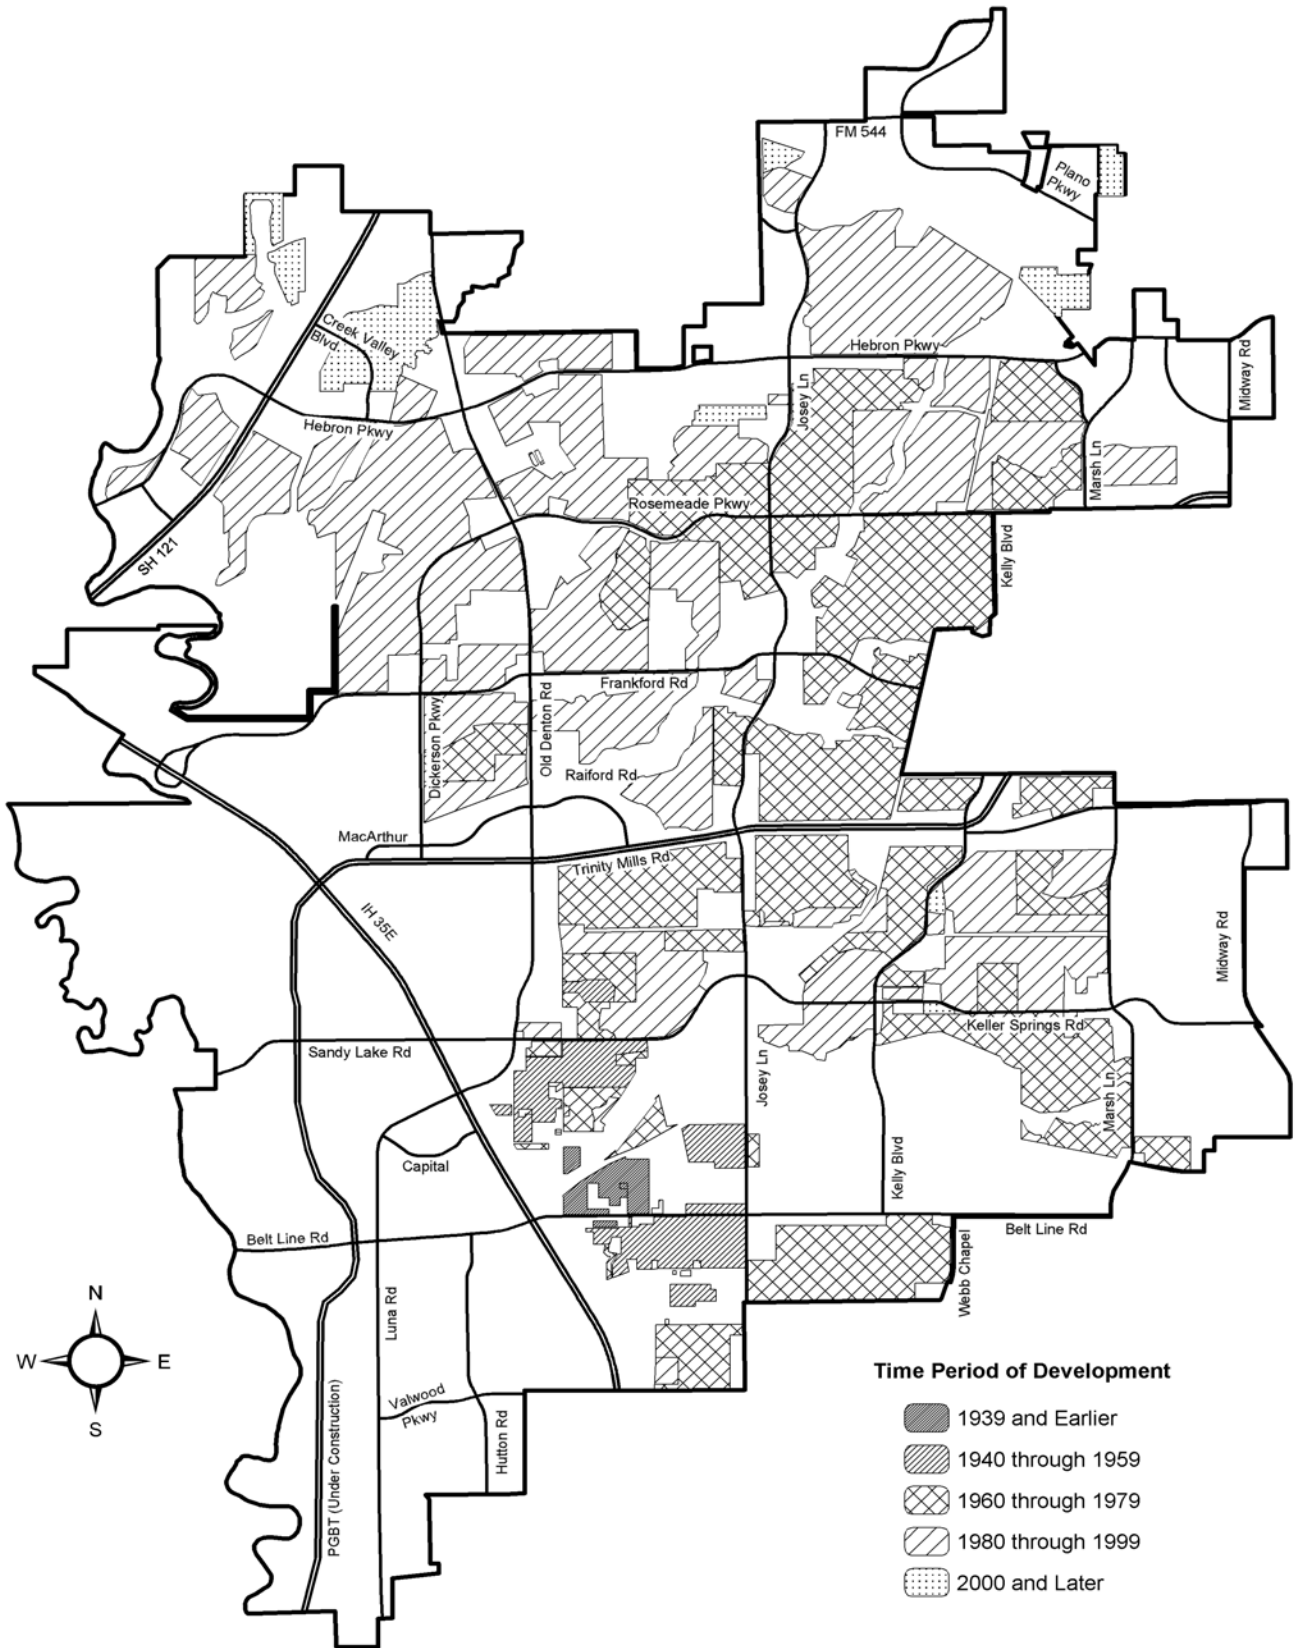 FM 544
Plano
Pkwy
Creek Valley
Blvd
Hebron Pkwy
Midway Rd
Josey Ln
Hebron Pkwy
Marsh Ln
Rosemeade Pkwy
SH 121
Kelly Blvd
Frankford Rd
Dickerson Pkwy
Old Denton Rd
Raiford Rd
MacArthur
Trinity Mills Rd
IH 35E
Midway Rd
Keller Springs Rd
Sandy Lake Rd
Josey Ln
Marsh Ln
Capital
Kelly Blvd
Belt Line Rd
Belt Line Rd
Webb Chapel
Luna Rd
N
W
E
S
Valwood
Pkwy
Hutton Rd
PGBT (Under Construction)
Time Period of Development
1939 and Earlier
1940 through 1959
1960 through 1979
1980 through 1999
2000 and Later